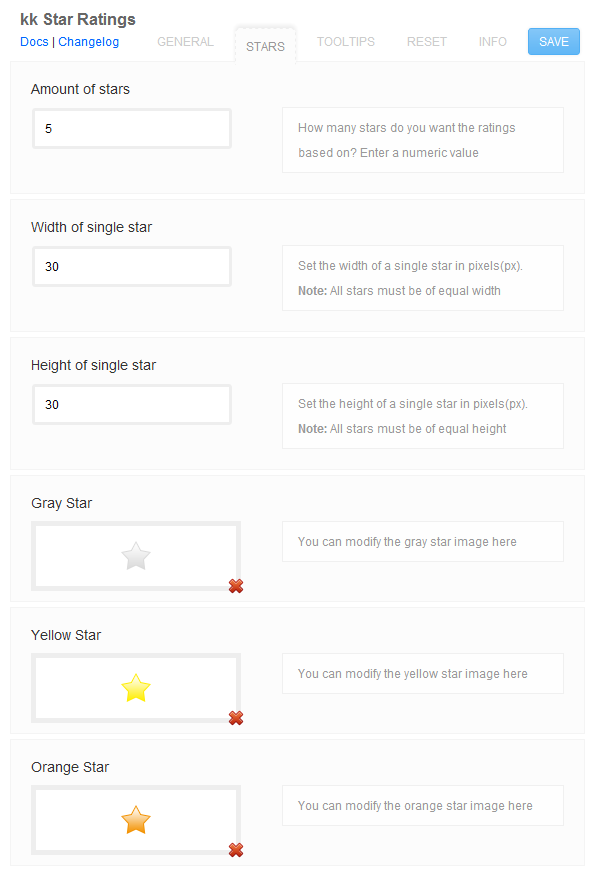 kk Star Ratings
Docs | Changelog
GENERAL
STARS
TOOLTIPS
RESET
INFO
SAVE
Amount of stars
5
How many stars do you want the ratings
based on? Enter a numeric value
Width of single star
30
Set the width of a single star in pixels(px).
Note: All stars must be of equal width
Height of single star
30
Set the height of a single star in pixels(px).
Note: All stars must be of equal height
Gray Star
You can modify the gray star image here
Yellow Star
You can modify the yellow star image here
Orange Star
You can modify the orange star image here